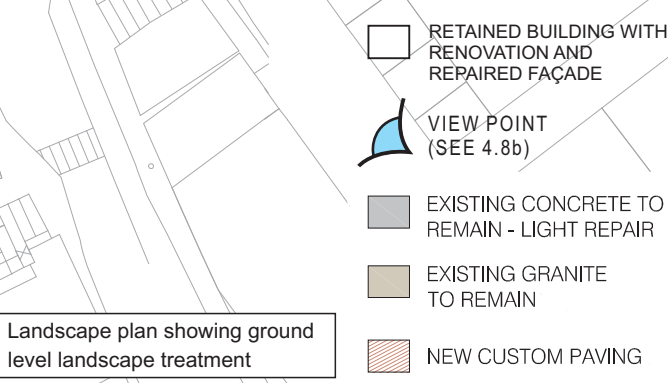 RETAINED BUILDING WITH
RENOVATION AND
REPAIRED FAÇADE
VIEW POINT
(SEE 4.8b)
EXISTING CONCRETE TO
REMAIN - LIGHT REPAIR
EXISTING GRANITE
TO REMAIN
NEW CUSTOM PAVING
Landscape plan showing ground
level landscape treatment